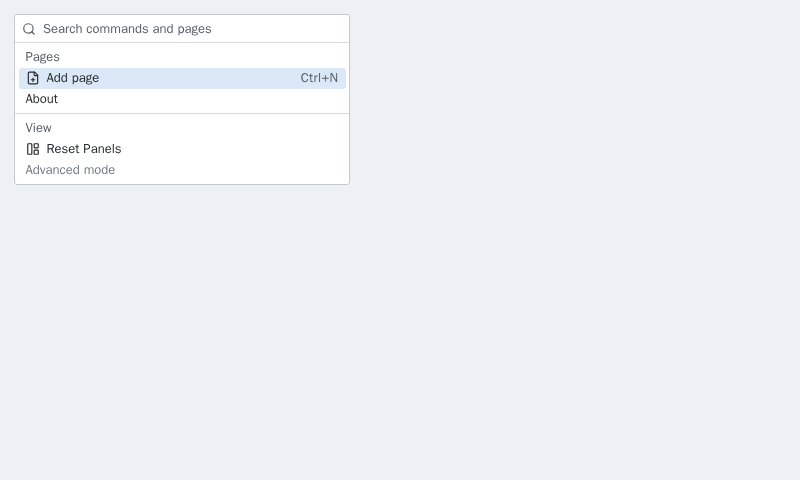 Search commands and pages
Pages
Add page Ctrl+N
About
View
Reset Panels
Advanced mode